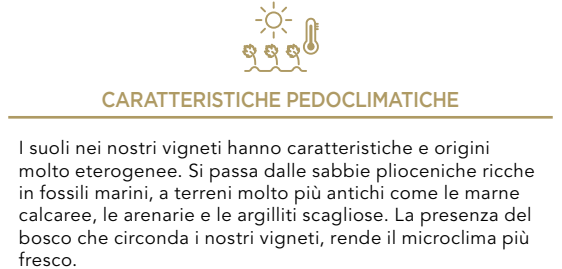 CARATTERISTICHE PEDOCLIMATICHE
I suoli nei nostri vigneti hanno caratteristiche e origini
molto eterogenee. Si passa dalle sabbie plioceniche ricche
in fossili marini, a terreni molto più antichi come le marne
calcaree, le arenarie e le argilliti scagliose. La presenza del
bosco che circonda i nostri vigneti, rende il microclima più
fresco.